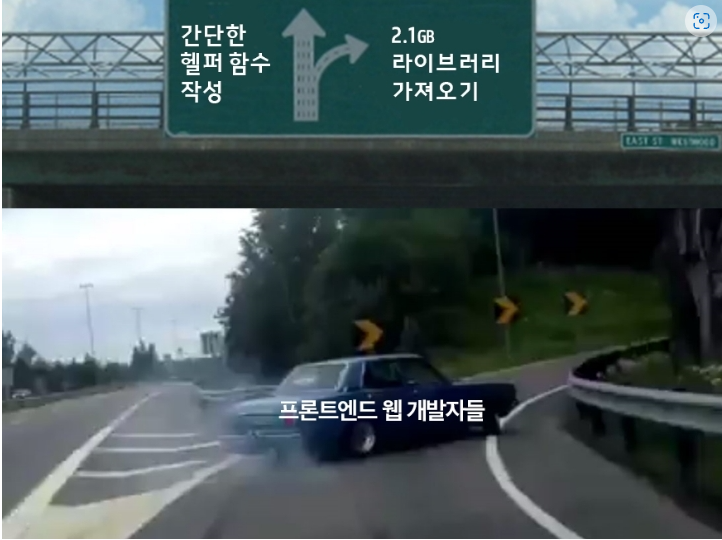 간단한
헬퍼 함수
작성
2.1GB
라이브러리
가져오기
EAST ST WESTWOOD
프론트엔드 웹 개발자들